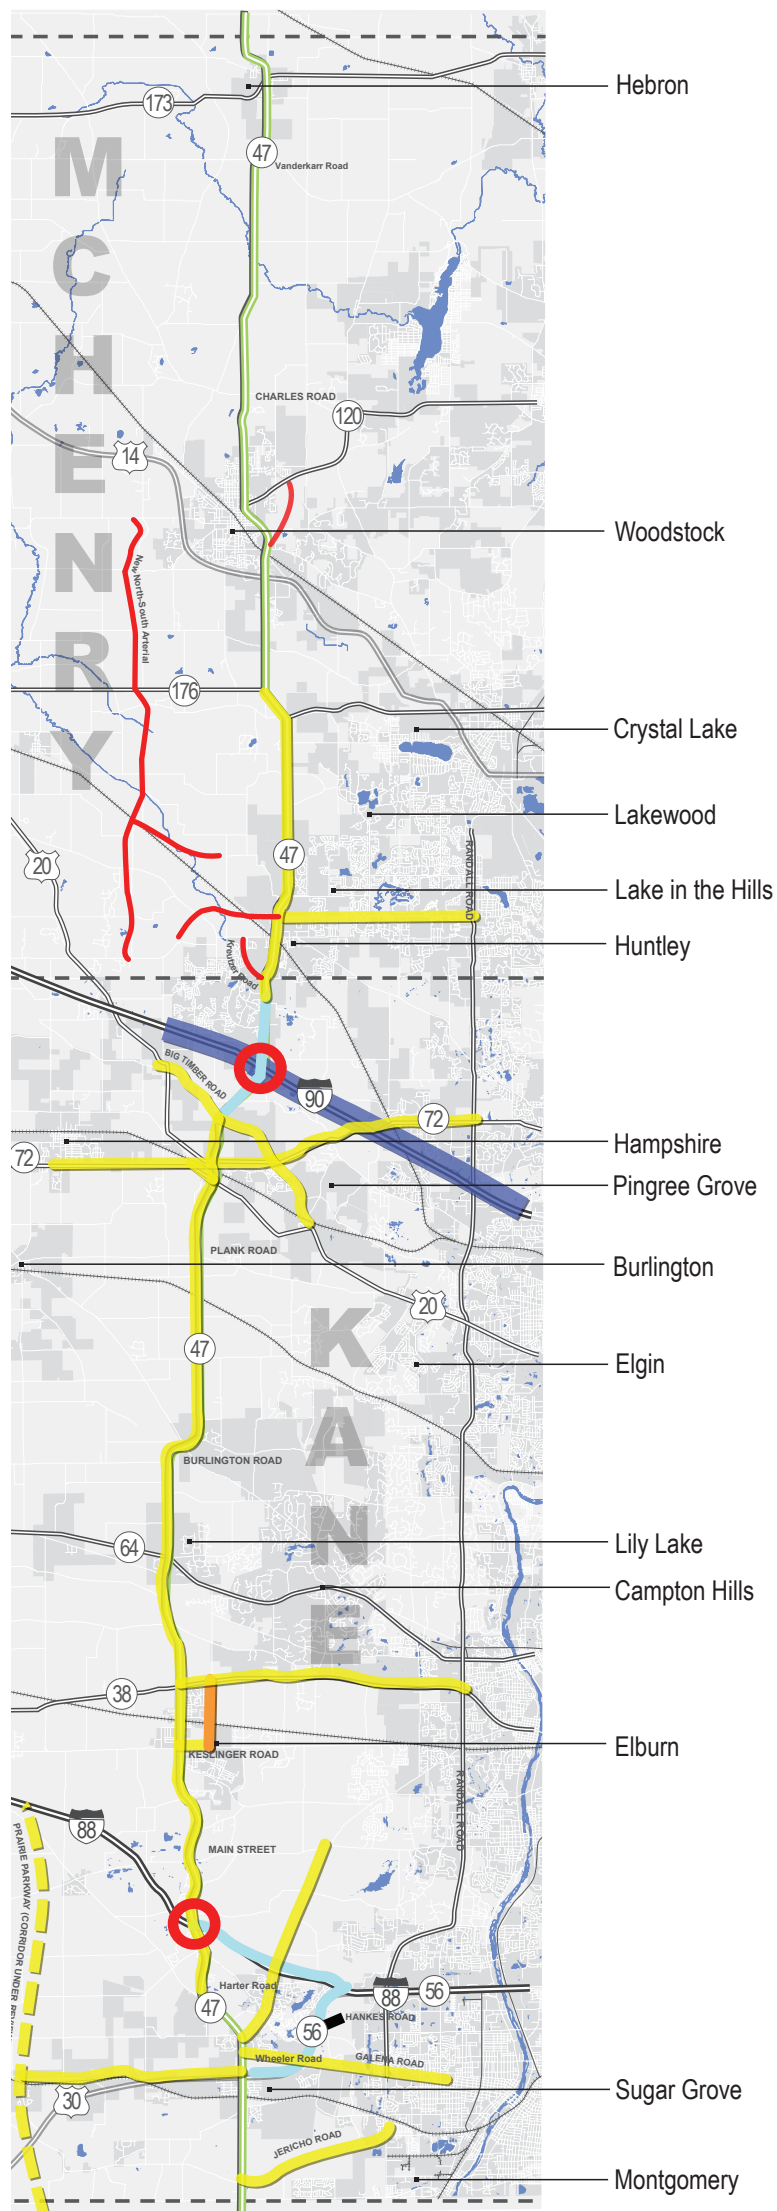 Hebron
173
47
Vanderkarr Road
MCHENRY
CHARLES ROAD
120
14
Woodstock
New North-South Arterial
176
Crystal Lake
Lakewood
47
20
RANDALL ROAD
Lake in the Hills
Huntley
Kreutzer Road
BIG TIMBER ROAD
90
72
Hampshire
72
Pingree Grove
PLANK ROAD
Burlington
20
KANE
47
Elgin
BURLINGTON ROAD
64
Lily Lake
Campton Hills
38
Elburn
KESLINGER ROAD
RANDALL ROAD
88
PRAIRIE PARKWAY (CORRIDOR UNDER
MAIN STREET
Harter Road
88
56
47
HANKES ROAD
56
Wheeler Road
GALENA ROAD
30
Sugar Grove
JERICHO ROAD
Montgomery